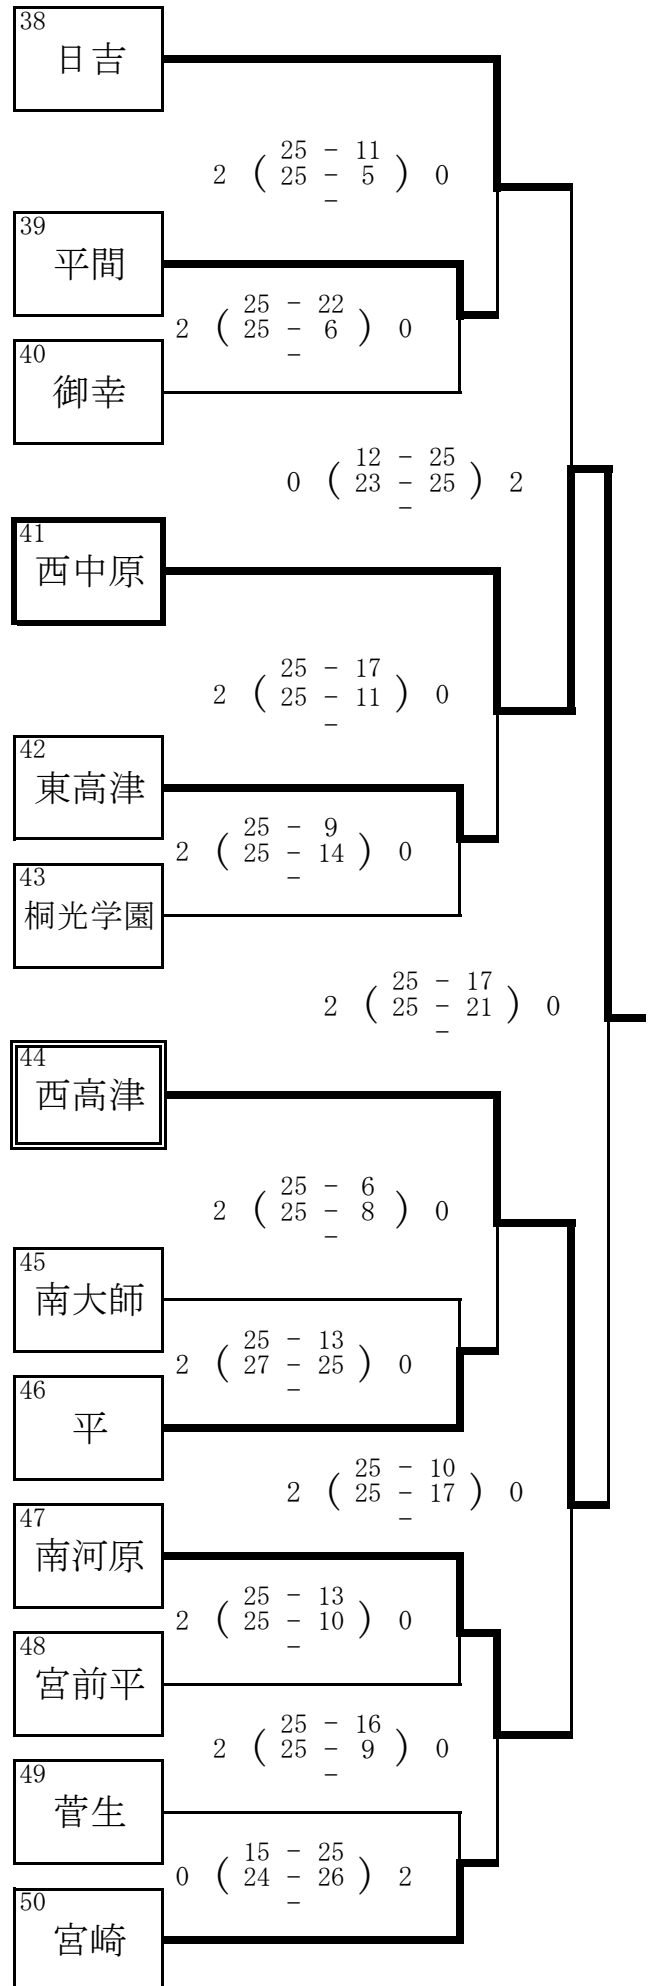 38
日吉
25 - 11
2 ( 25 - 5 ) 0
-
39
平間
25 - 22
2 ( 25 - 6 ) 0
-
40
御幸
12 - 25
0 ( 23 - 25 ) 2
-
41
西中原
25 - 17
2 ( 25 - 11 ) 0
-
42
東高津
25 - 9
2 ( 25 - 14 ) 0
-
43
桐光学園
25 - 17
2 ( 25 - 21 ) 0
-
44
西高津
25 - 6
2 ( 25 - 8 ) 0
-
45
南大師
25 - 13
2 ( 27 - 25 ) 0
-
46
平
25 - 10
2 ( 25 - 17 ) 0
-
47
南河原
25 - 13
2 ( 25 - 10 ) 0
-
48
宮前平
25 - 16
2 ( 25 - 9 ) 0
-
49
菅生
15 - 25
0 ( 24 - 26 ) 2
-
50
宮崎